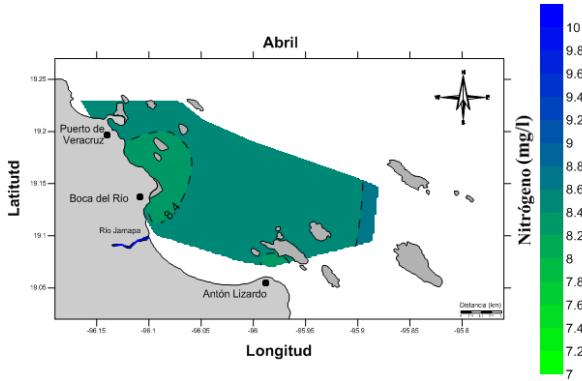 Abril
19.25
19.2
19.15
19.1
19.05
Latitutd
Puerto de
Veracruz
Boca del Río
Río Jamapa
Antón Lizardo
8.4
N
Distancia (km)
-96.15
-96.1
-96.05
-96
-95.95
-95.9
-95.85
-95.8
Longitud
Nitrógeno (mg/l)
10
9.8
9.6
9.4
9.2
9
8.8
8.6
8.4
8.2
8
7.8
7.6
7.4
7.2
7